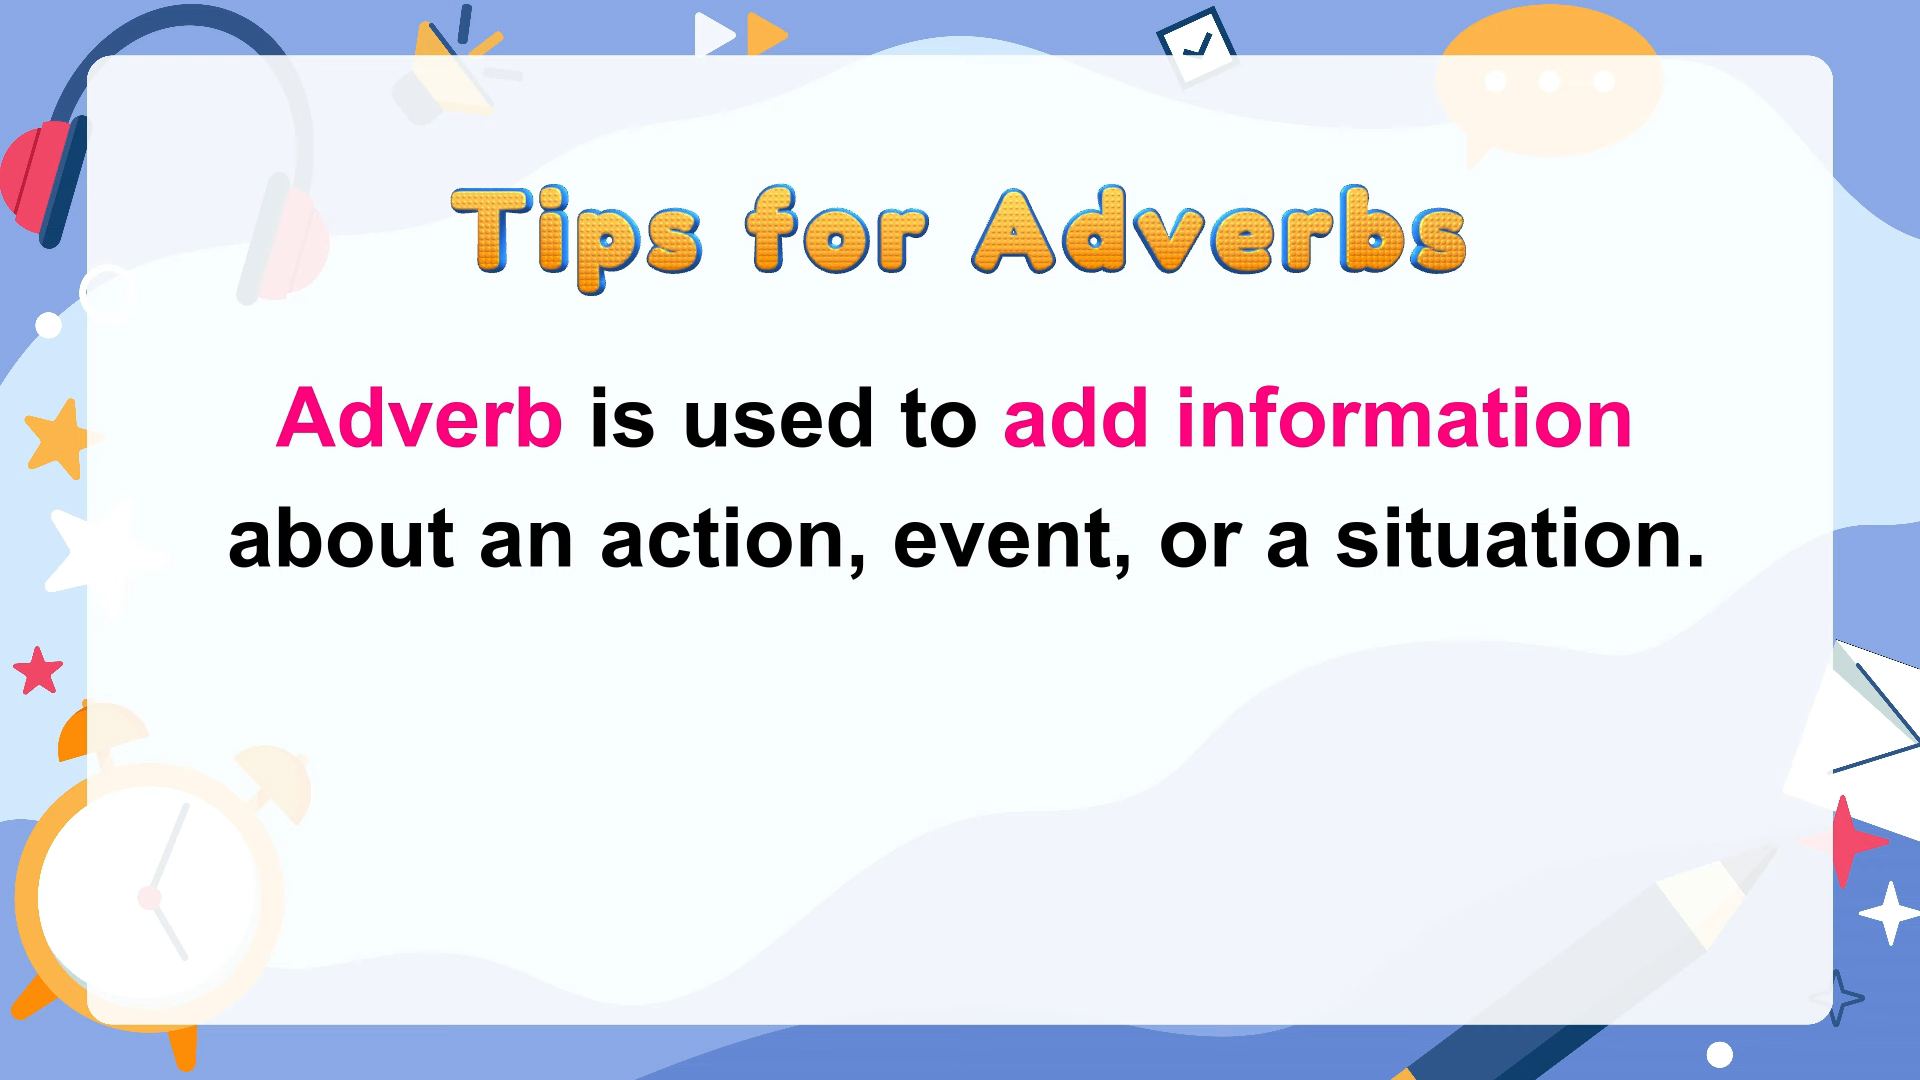 Tips for Adverbs
Adverb is used to add information
about an action, event, or a situation.